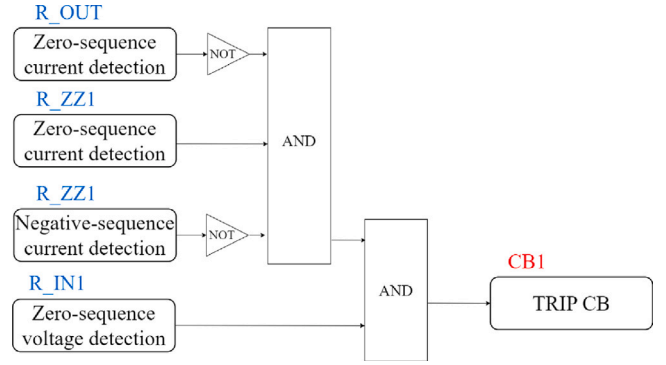 R_OUT
Zero-sequence
current detection
NOT
R_ZZ1
Zero-sequence
current detection
AND
R_ZZ1
Negative-sequence
current detection
NOT
R_IN1
Zero-sequence
voltage detection
AND
CB1
TRIP CB